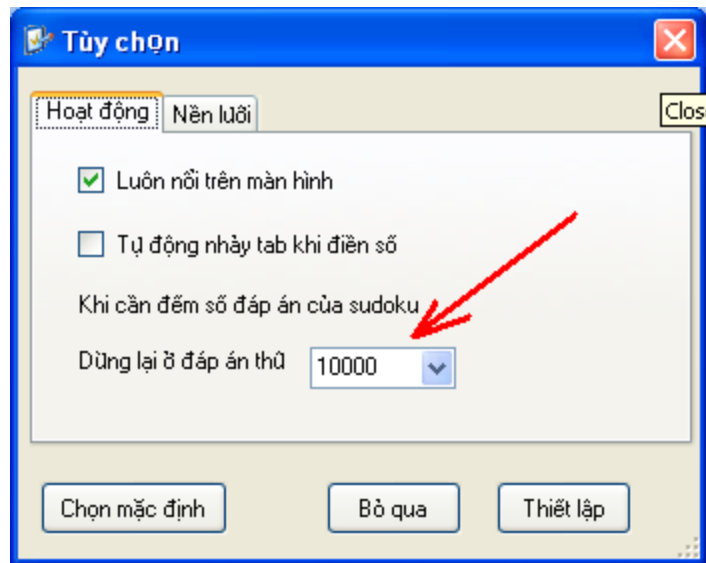 Tùy chọn
Hoạt động
Nền lưới
Clos
Luôn nổi trên màn hình
Tự động nhảy tab khi điền số
Khi cần đếm số đáp án của sudoku
Dừng lại ở đáp án thứ 10000
Chọn mặc định
Bỏ qua
Thiết lập